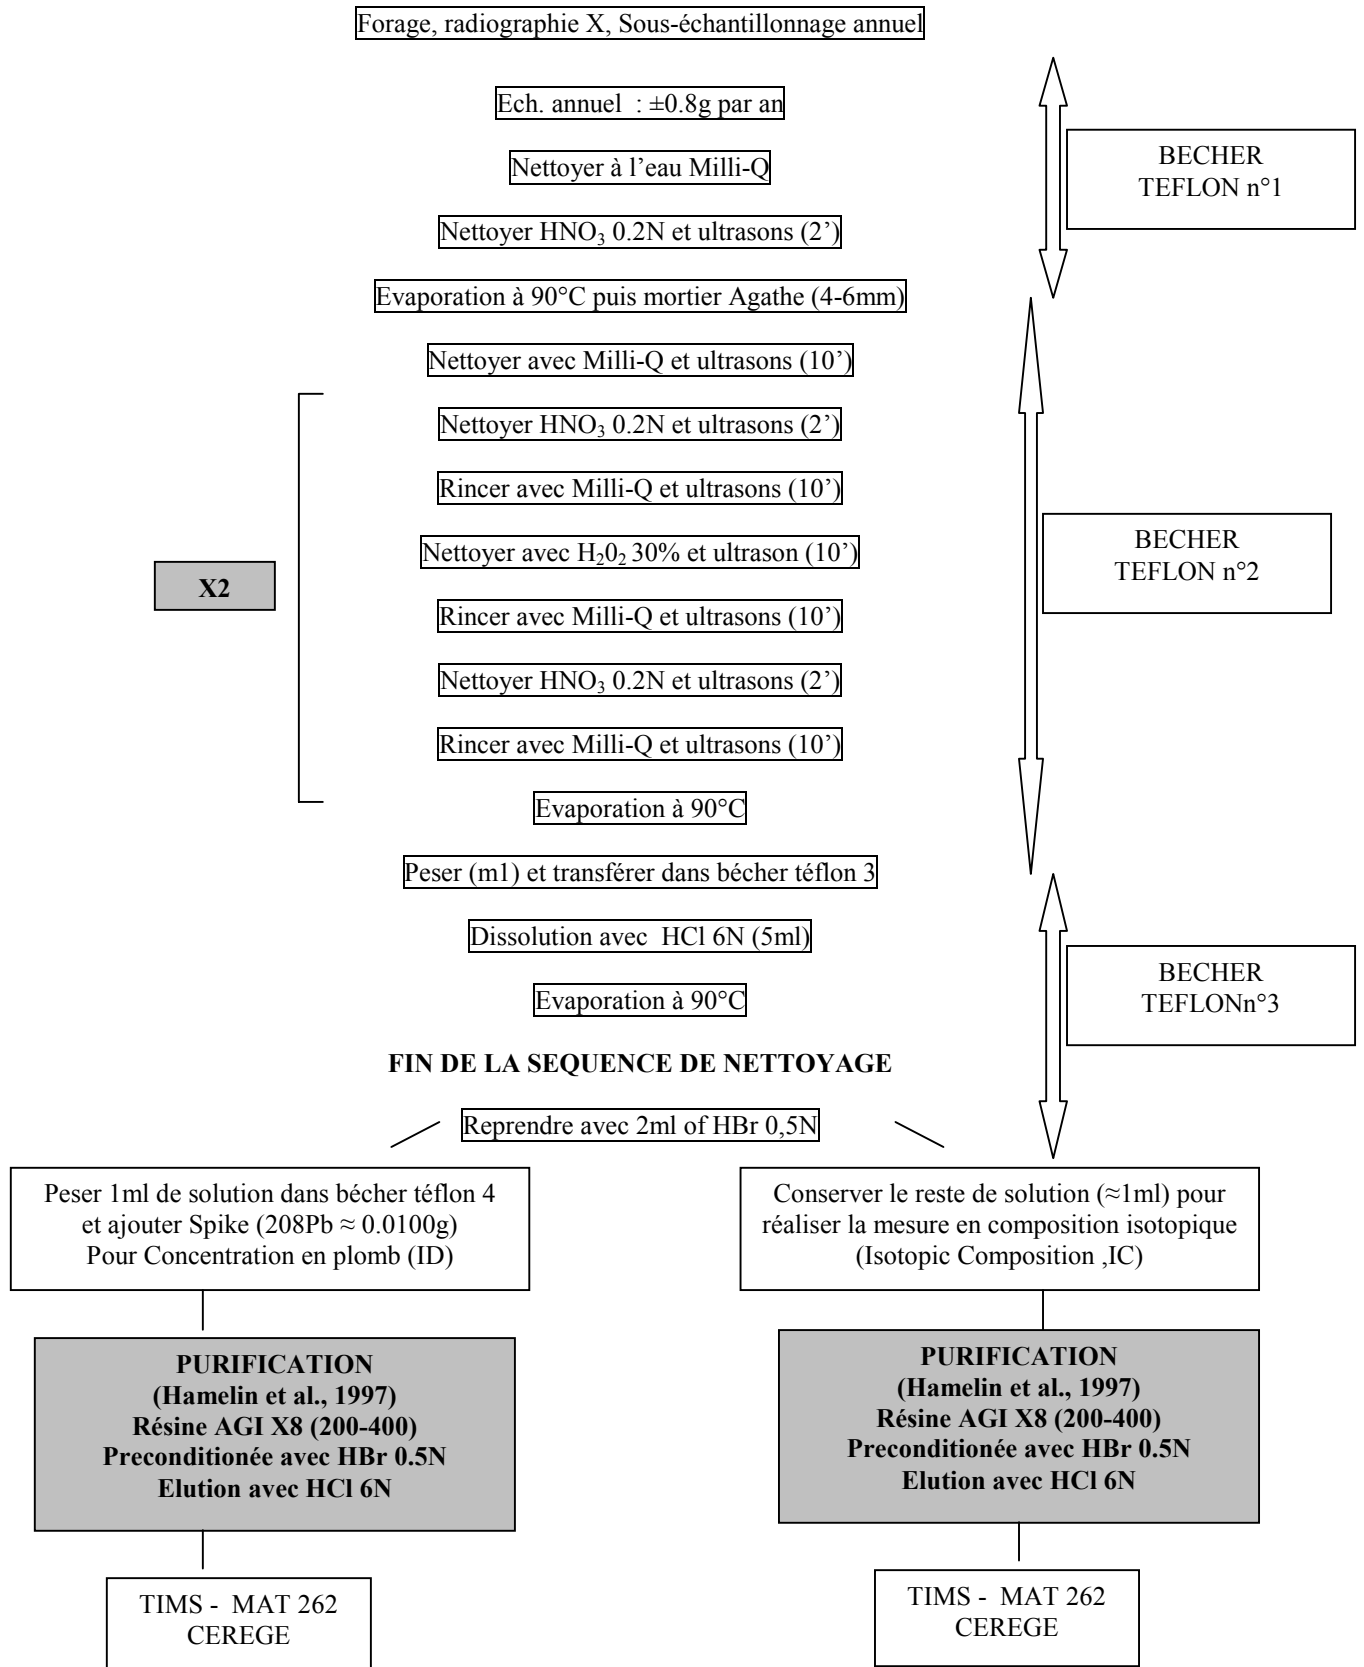 Forage, radiographie X, Sous-échantillonnage annuel
Ech. annuel : ±0.8g par an
Nettoyer à l’eau Milli-Q
Nettoyer HNO₃ 0.2N et ultrasons (2’)
BECHER
TEFLON n°1
Evaporation à 90°C puis mortier Agathe (4-6mm)
Nettoyer avec Milli-Q et ultrasons (10’)
Nettoyer HNO₃ 0.2N et ultrasons (2’)
Rincer avec Milli-Q et ultrasons (10’)
Nettoyer avec H₂0₂ 30% et ultrason (10’)
Rincer avec Milli-Q et ultrasons (10’)
Nettoyer HNO₃ 0.2N et ultrasons (2’)
Rincer avec Milli-Q et ultrasons (10’)
X2
BECHER
TEFLON n°2
Evaporation à 90°C
Peser (m1) et transférer dans bécher téflon 3
Dissolution avec HCl 6N (5ml)
Evaporation à 90°C
BECHER
TEFLONn°3
FIN DE LA SEQUENCE DE NETTOYAGE
Reprendre avec 2ml of HBr 0,5N
Peser 1ml de solution dans bécher téflon 4
et ajouter Spike (208Pb ≈ 0.0100g)
Pour Concentration en plomb (ID)
Conserver le reste de solution (≈1ml) pour
réaliser la mesure en composition isotopique
(Isotopic Composition ,IC)
PURIFICATION
(Hamelin et al., 1997)
Résine AGI X8 (200-400)
Preconditionée avec HBr 0.5N
Elution avec HCl 6N
PURIFICATION
(Hamelin et al., 1997)
Résine AGI X8 (200-400)
Preconditionée avec HBr 0.5N
Elution avec HCl 6N
TIMS - MAT 262
CEREGE
TIMS - MAT 262
CEREGE